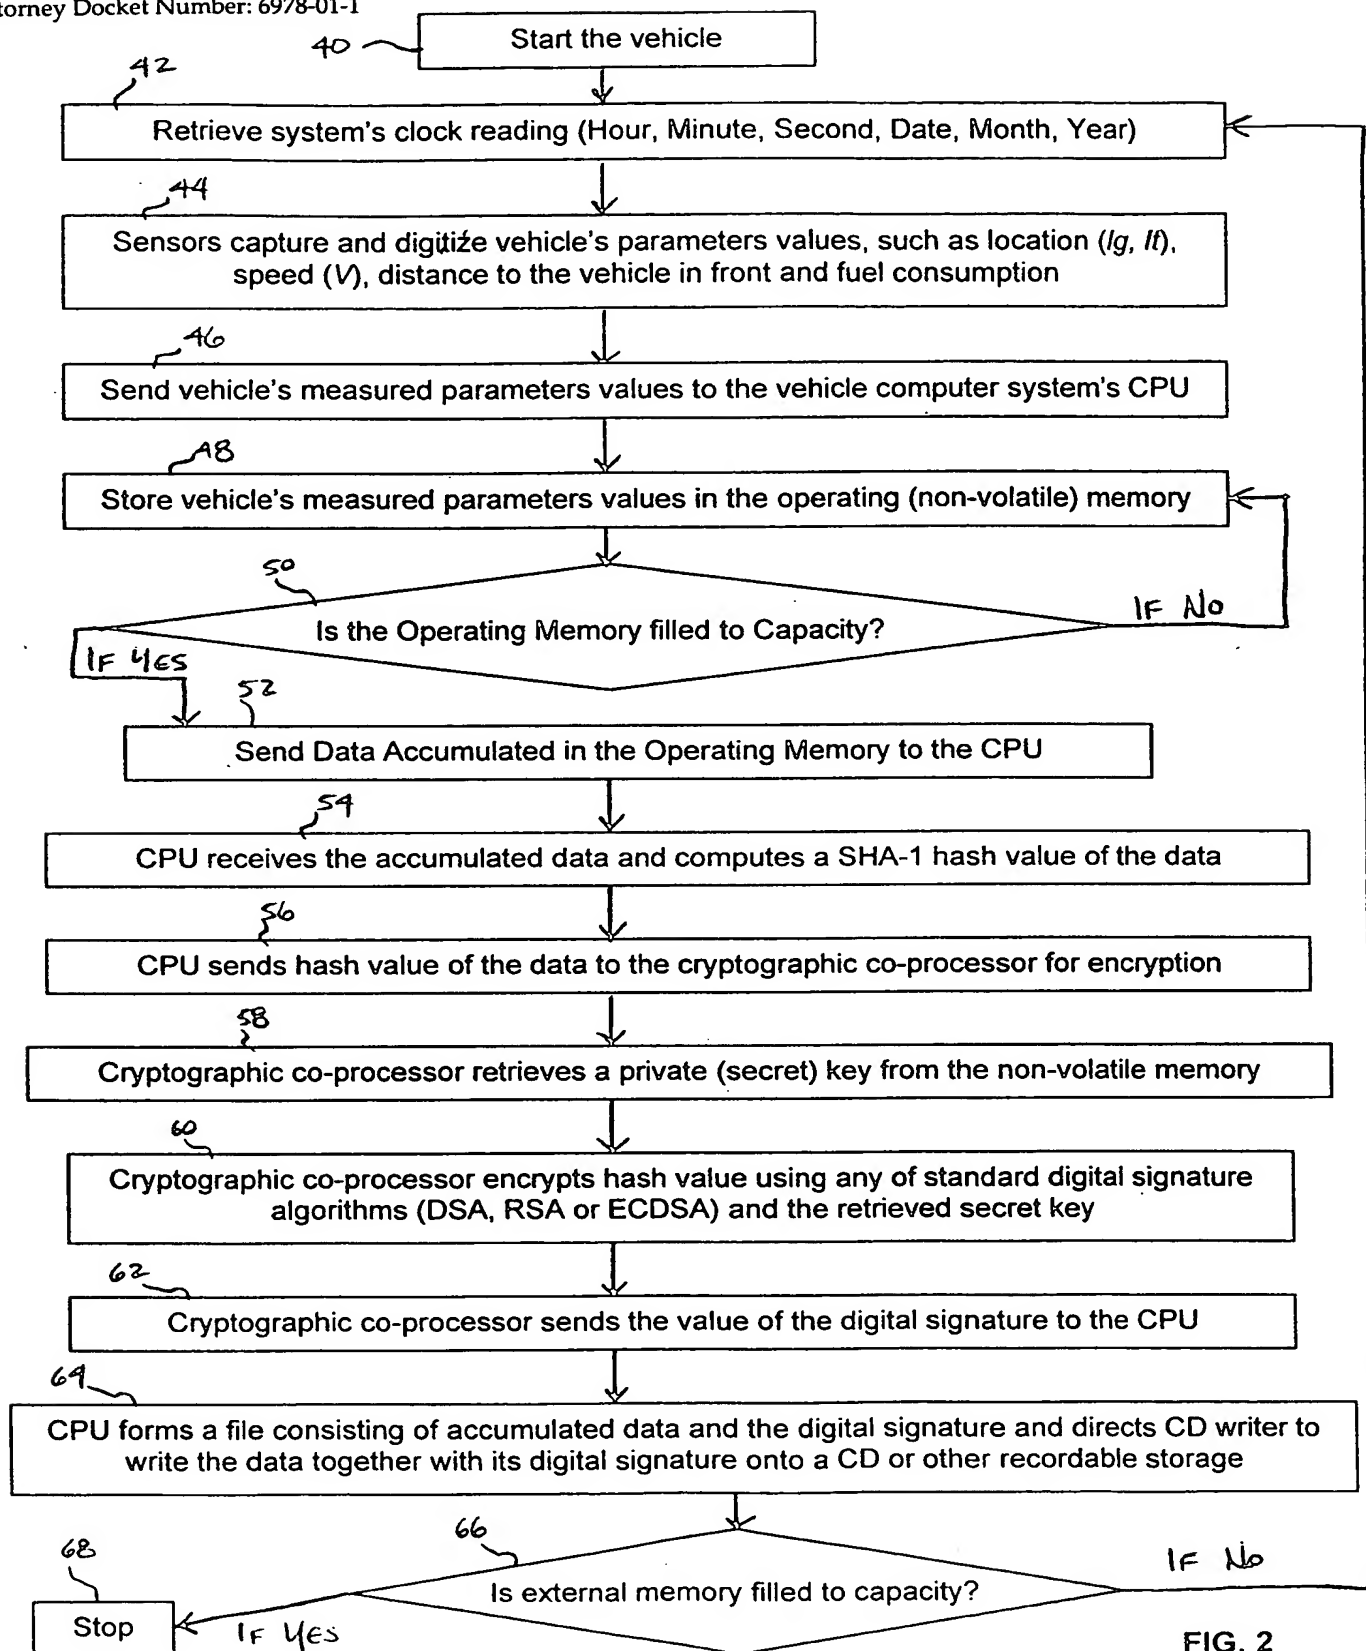 torney Docket Number: 6978-01-1
40
Start the vehicle
42
Retrieve system's clock reading (Hour, Minute, Second, Date, Month, Year)
44
Sensors capture and digitize vehicle's parameters values, such as location (lg, lt),
speed (V), distance to the vehicle in front and fuel consumption
46
Send vehicle's measured parameters values to the vehicle computer system's CPU
48
Store vehicle's measured parameters values in the operating (non-volatile) memory
50
Is the Operating Memory filled to Capacity?
IF NO
IF YES
52
Send Data Accumulated in the Operating Memory to the CPU
54
CPU receives the accumulated data and computes a SHA-1 hash value of the data
56
CPU sends hash value of the data to the cryptographic co-processor for encryption
58
Cryptographic co-processor retrieves a private (secret) key from the non-volatile memory
60
Cryptographic co-processor encrypts hash value using any of standard digital signature
algorithms (DSA, RSA or ECDSA) and the retrieved secret key
62
Cryptographic co-processor sends the value of the digital signature to the CPU
64
CPU forms a file consisting of accumulated data and the digital signature and directs CD writer to
write the data together with its digital signature onto a CD or other recordable storage
66
Is external memory filled to capacity?
IF No
68
Stop
IF YES
FIG. 2